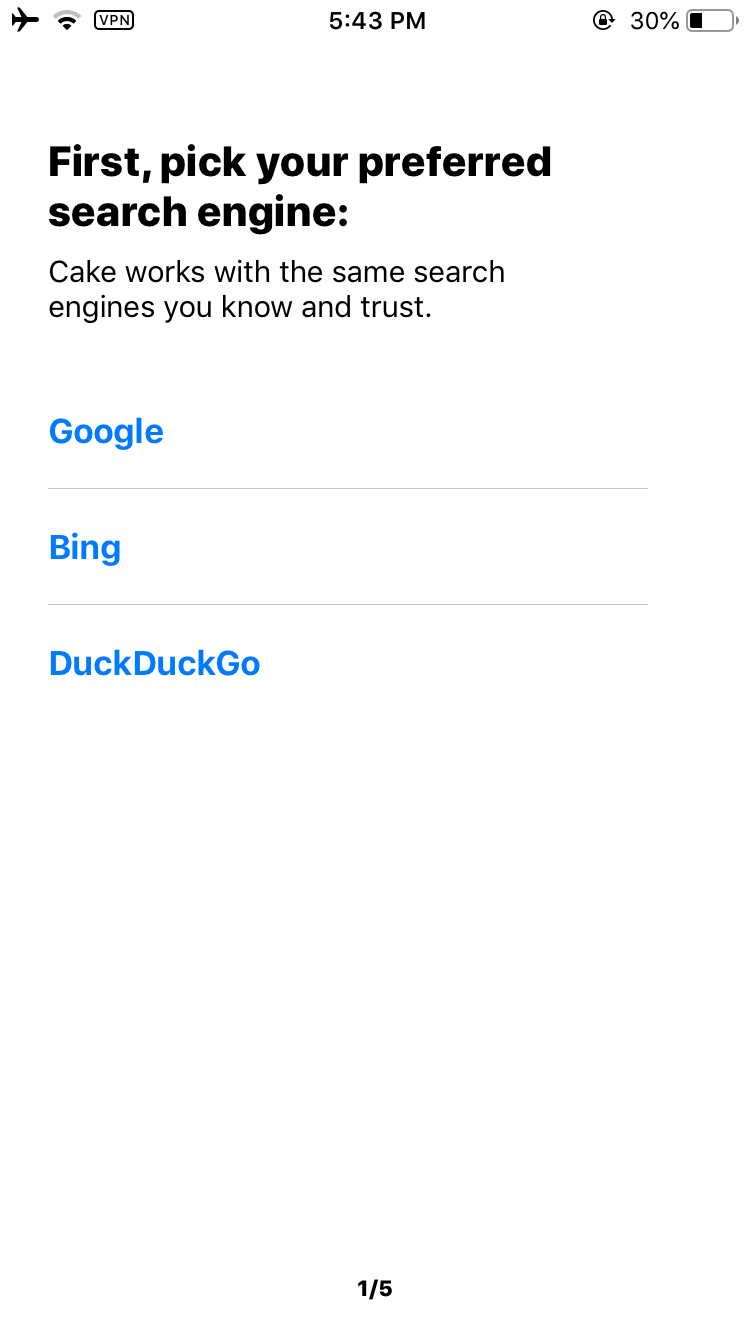 VPN 5:43 PM 30%
First, pick your preferred
search engine:
Cake works with the same search
engines you know and trust.
Google
Bing
DuckDuckGo
1/5